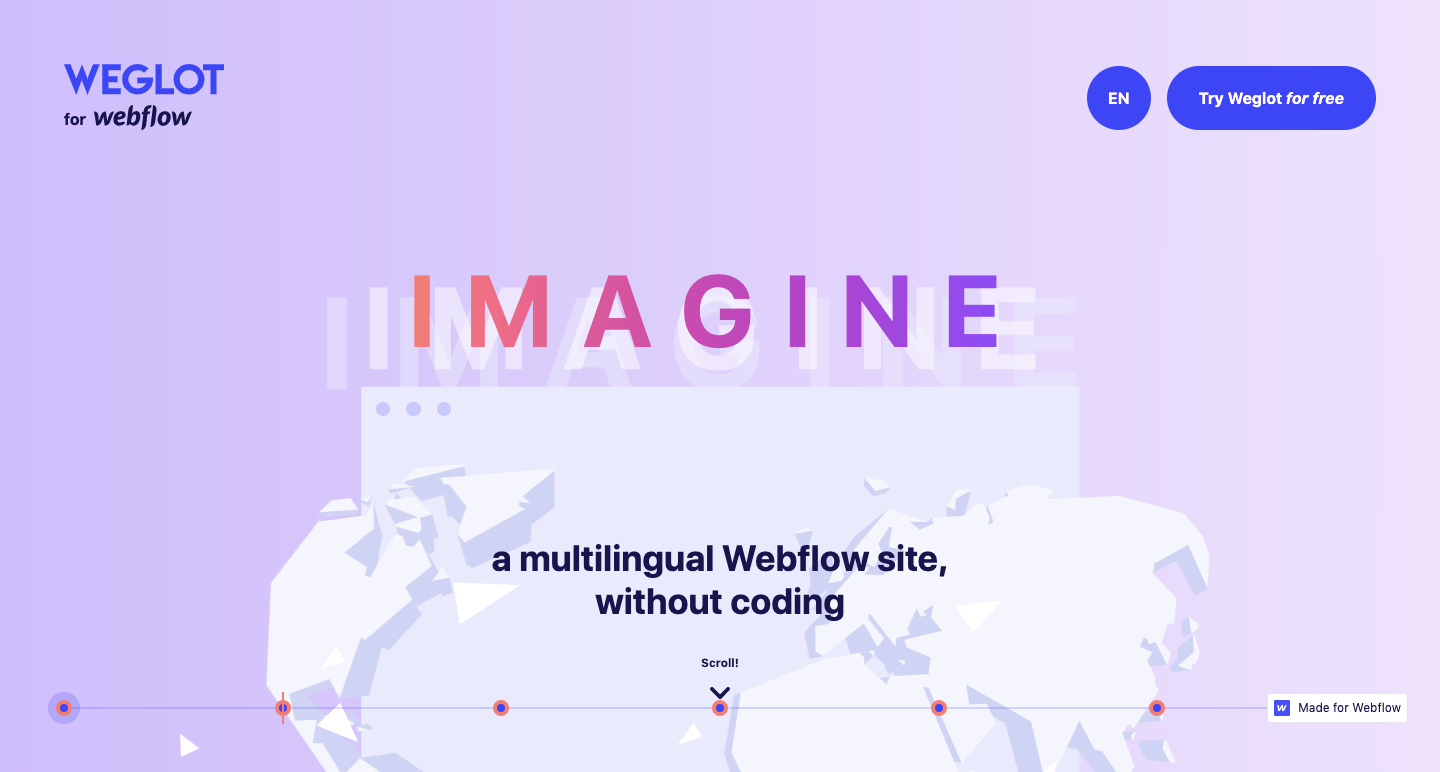 WEGLOT
for webflow
EN
Try Weglot for free
IMAGINE
a multilingual Webflow site,
without coding
Scroll!
Made for Webflow